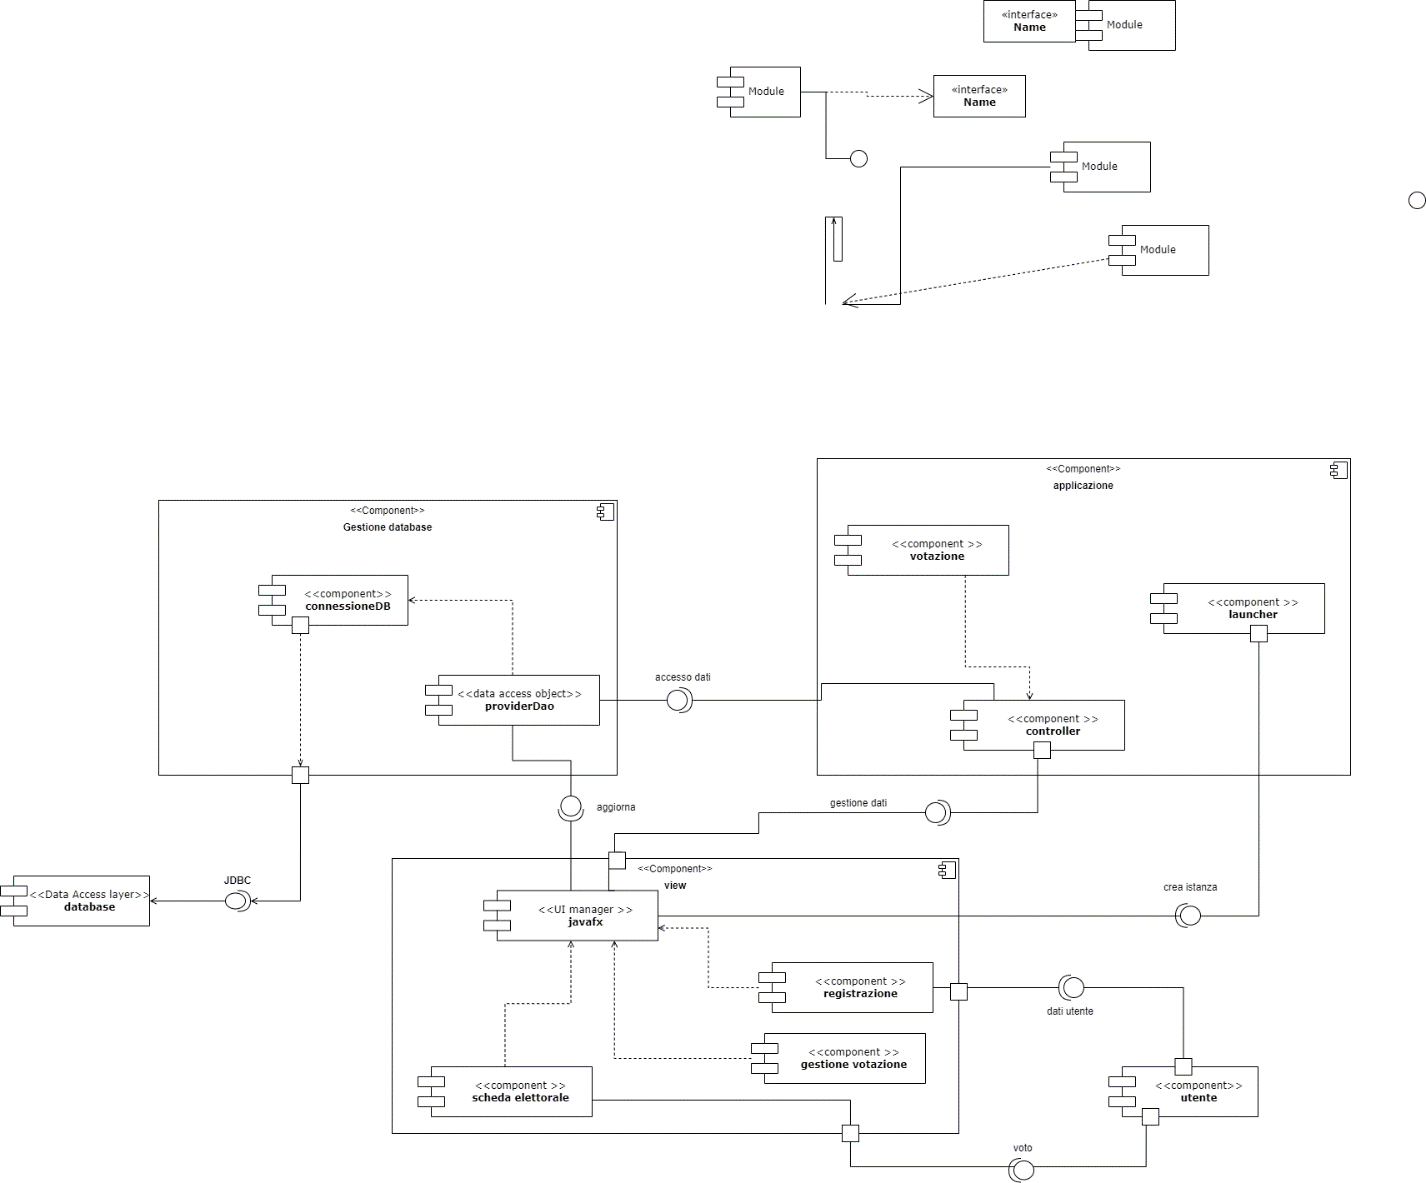 «interface»
Name
Module
Module
«interface»
Name
Module
Module
<<Component>>
applicazione
<<Component>>
Gestione database
<<component >>
votazione
<<component>>
connessioneDB
<<component >>
launcher
accesso dati
<<data access object>>
providerDao
<<component >>
controller
aggiorna
gestione dati
<<Component>>
view
JDBC
<<Data Access layer>>
database
crea istanza
<<UI manager >>
javafx
<<component >>
registrazione
dati utente
<<component >>
gestione votazione
<<component >>
scheda elettorale
<<component>>
utente
voto